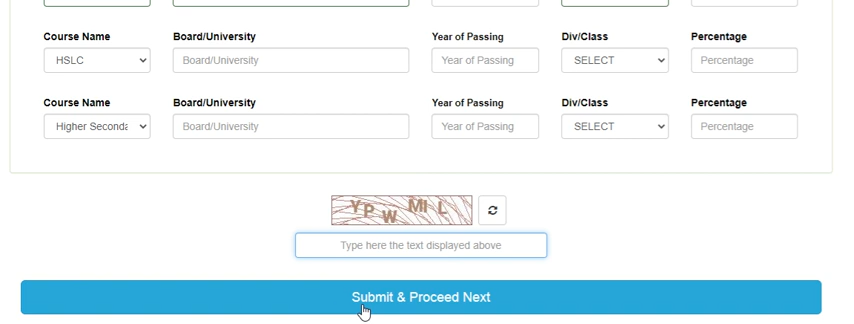 Course Name Board/University Year of Passing Div/Class Percentage
HSLC Board/University Year of Passing SELECT Percentage
Course Name Board/University Year of Passing Div/Class Percentage
Higher Seconda Board/University Year of Passing SELECT Percentage
YPWMIL
Type here the text displayed above
Submit & Proceed Next